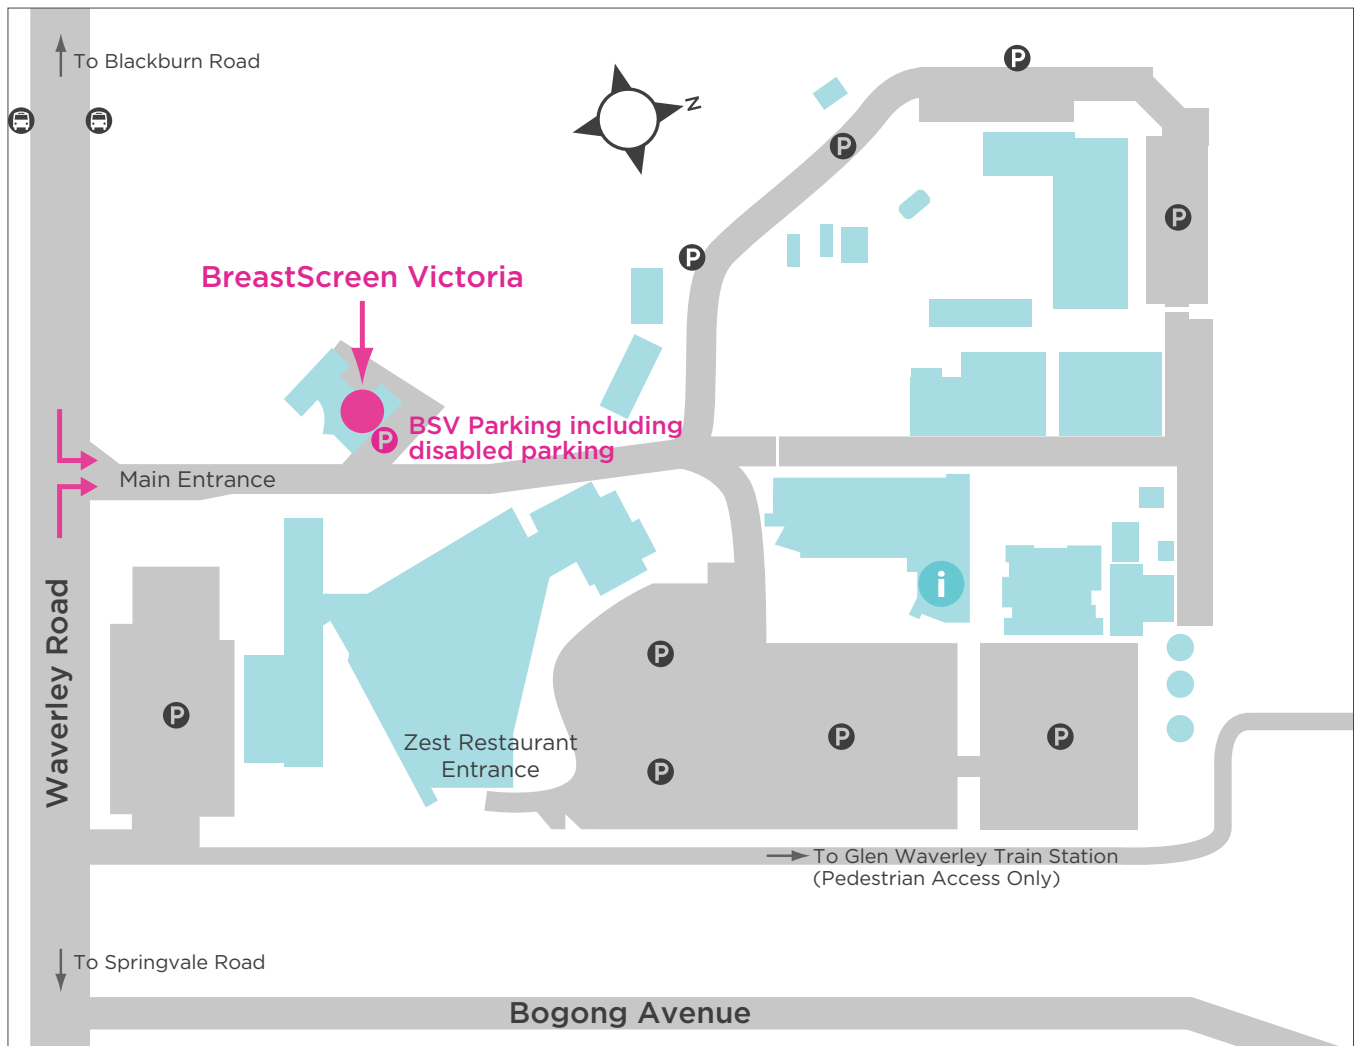 To Blackburn Road
N
P
P
P
P
BreastScreen Victoria
BSV Parking including
disabled parking
P
Main Entrance
i
Waverley Road
P
P
P
P
P
Zest Restaurant
Entrance
To Glen Waverley Train Station
(Pedestrian Access Only)
To Springvale Road
Bogong Avenue